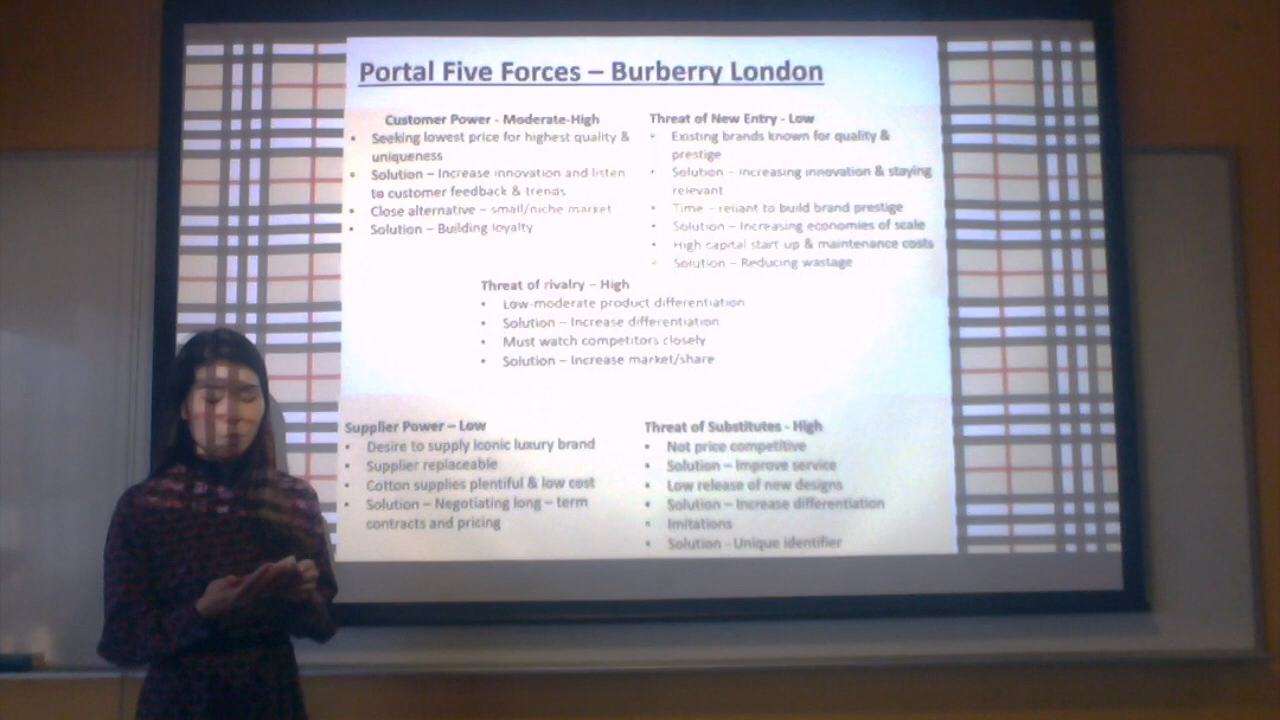 Portal Five Forces – Burberry London
Customer Power - Moderate-High
• Seeking lowest price for highest quality &
uniqueness
• Solution – Increase innovation and listen
to customer feedback & trends
• Close alternative – small/niche market
• Solution – Building loyalty
Threat of New Entry - Low
• Existing brands known for quality &
prestige
• Solution – Increasing innovation & staying
relevant
• Time – reliant to build brand prestige
• Solution – Increasing economies of scale
• High capital start up & maintenance costs
• Solution – Reducing wastage
Threat of rivalry – High
• Low-moderate product differentiation
• Solution – Increase differentiation
• Must watch competitors closely
• Solution – Increase market/share
Supplier Power – Low
• Desire to supply iconic luxury brand
• Supplier replaceable
• Cotton supplies plentiful & low cost
• Solution – Negotiating long – term
contracts and pricing
Threat of Substitutes - High
• Not price competitive
• Solution – Improve service
• Low release of new designs
• Solution – Increase differentiation
• Imitations
• Solution - Unique identifier